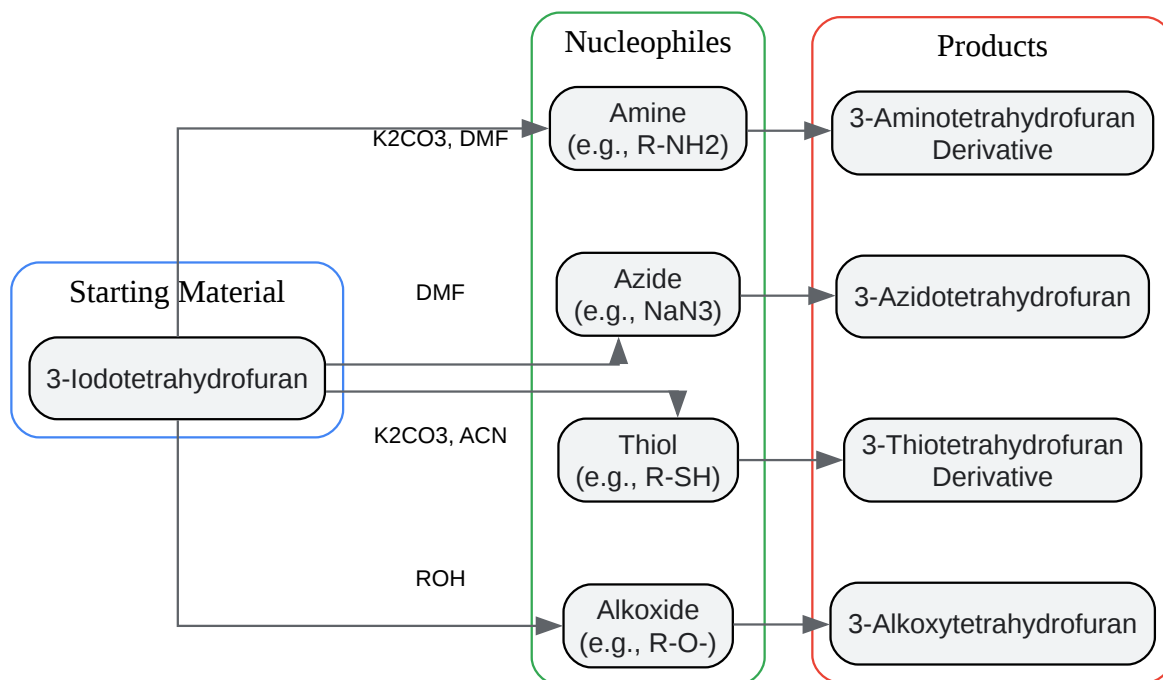 Nucleophiles
Products
Amine
(e.g., R-NH2)
3-Aminotetrahydrofuran
Derivative
K2CO3, DMF
Starting Material
DMF
Azide
(e.g., NaN3)
3-Azidotetrahydrofuran
3-Iodotetrahydrofuran
K2CO3, ACN
Thiol
(e.g., R-SH)
3-Thiotetrahydrofuran
Derivative
ROH
Alkoxide
(e.g., R-O-)
3-Alkoxytetrahydrofuran